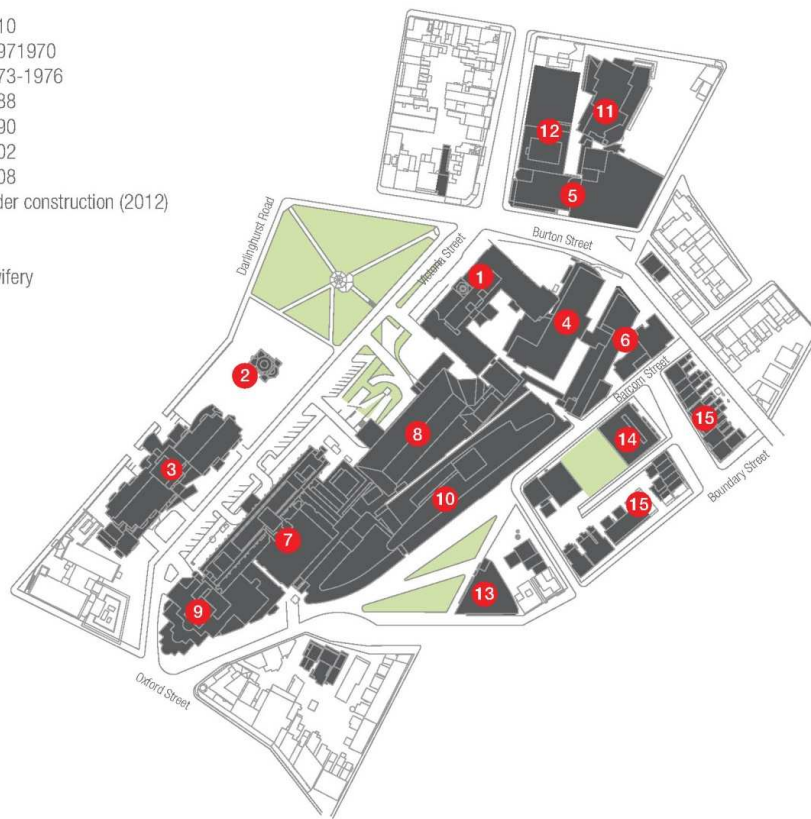 10
971970
73-1976
88
90
02
08
der construction (2012)
vifery
Darlinghurst Road
Victoria Street
Burton Street
Barcom Street
Boundary Street
Oxford Street
11
12
5
1
4
6
2
15
8
14
3
10
15
7
13
9